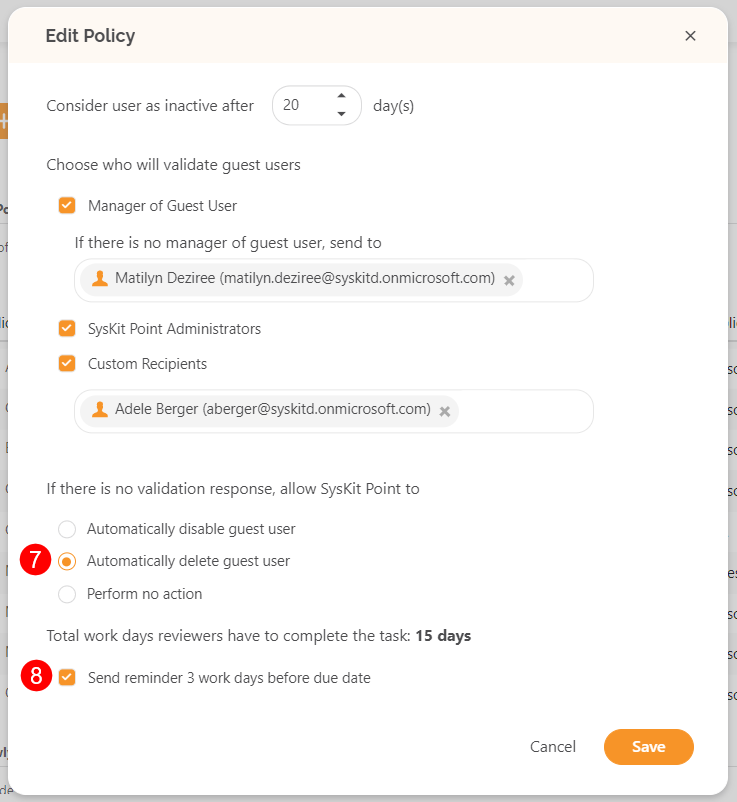 Edit Policy
Consider user as inactive after 20 day(s)
Choose who will validate guest users
Manager of Guest User
If there is no manager of guest user, send to
Matilyn Deziree (matilyn.deziree@syskitd.onmicrosoft.com)
SysKit Point Administrators
Custom Recipients
Adele Berger (aberger@syskitd.onmicrosoft.com)
If there is no validation response, allow SysKit Point to
Automatically disable guest user
7 Automatically delete guest user
Perform no action
Total work days reviewers have to complete the task: 15 days
8 Send reminder 3 work days before due date
Cancel Save